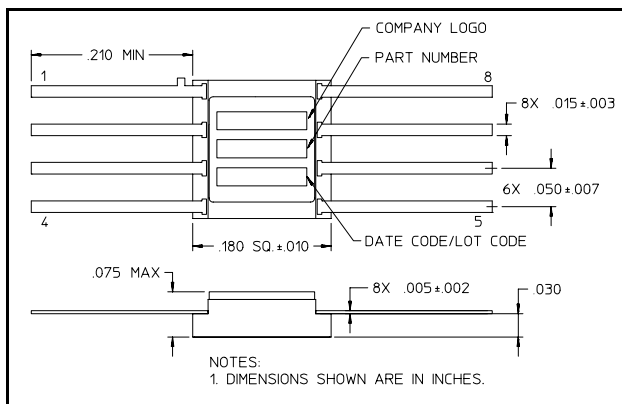 COMPANY LOGO
.210 MIN
PART NUMBER
1
8
8X .015±.003
6X .050±.007
4
5
DATE CODE/LOT CODE
.180 SQ.±.010
.075 MAX
8X .005±.002
.030
NOTES:
1. DIMENSIONS SHOWN ARE IN INCHES.